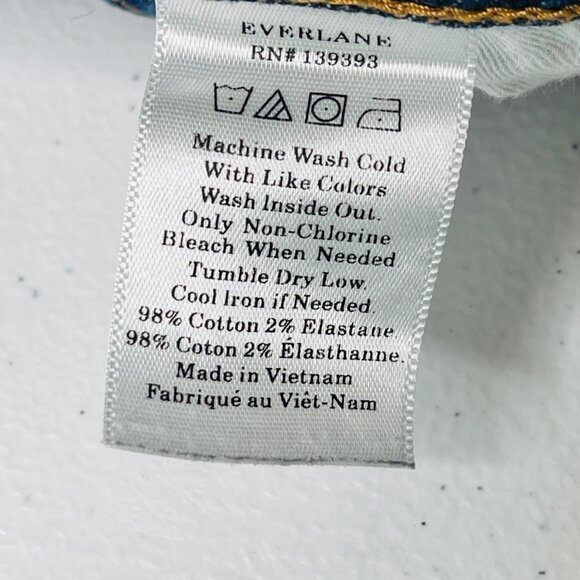 EVERLANE
RN# 139393
Machine Wash Cold
With Like Colors
Wash Inside Out.
Only Non-Chlorine
Bleach When Needed.
Tumble Dry Low.
Cool Iron if Needed.
98% Cotton 2% Elastane.
98% Coton 2% Élasthanne.
Made in Vietnam
Fabriqué au Viêt-Nam